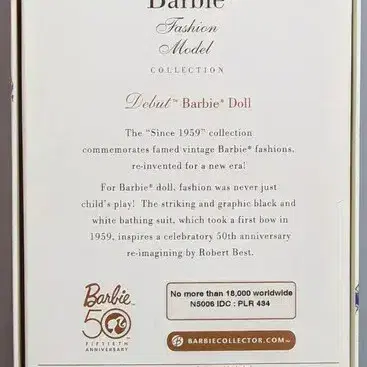 Barbie®
Fashion
Model
COLLECTION
Debut™ Barbie® Doll
The "Since 1959" collection
commemorates famed vintage Barbie® fashions,
re-invented for a new era!
For Barbie® doll, fashion was never just
child's play! The striking and graphic black and
white bathing suit, which took a first bow in
1959, inspires a celebratory 50th anniversary
re-imagining by Robert Best.
Barbie™
50
FIFTIETH
ANNIVERSARY
No more than 18,000 worldwide
N5006 IDC : PLR 434
B BARBIECOLLECTOR.COM™